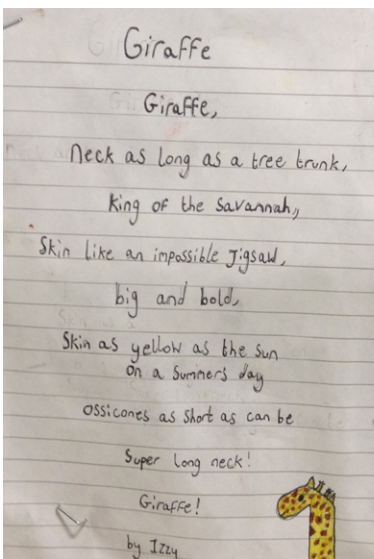 Giraffe
Giraffe,
Neck as long as a tree trunk,
King of the Savannah,
Skin like an impossible Jigsaw,
big and bold,
Skin as yellow as the sun
on a Summers day
ossicones as short as can be
Super long neck!
Giraffe!
by Izzy